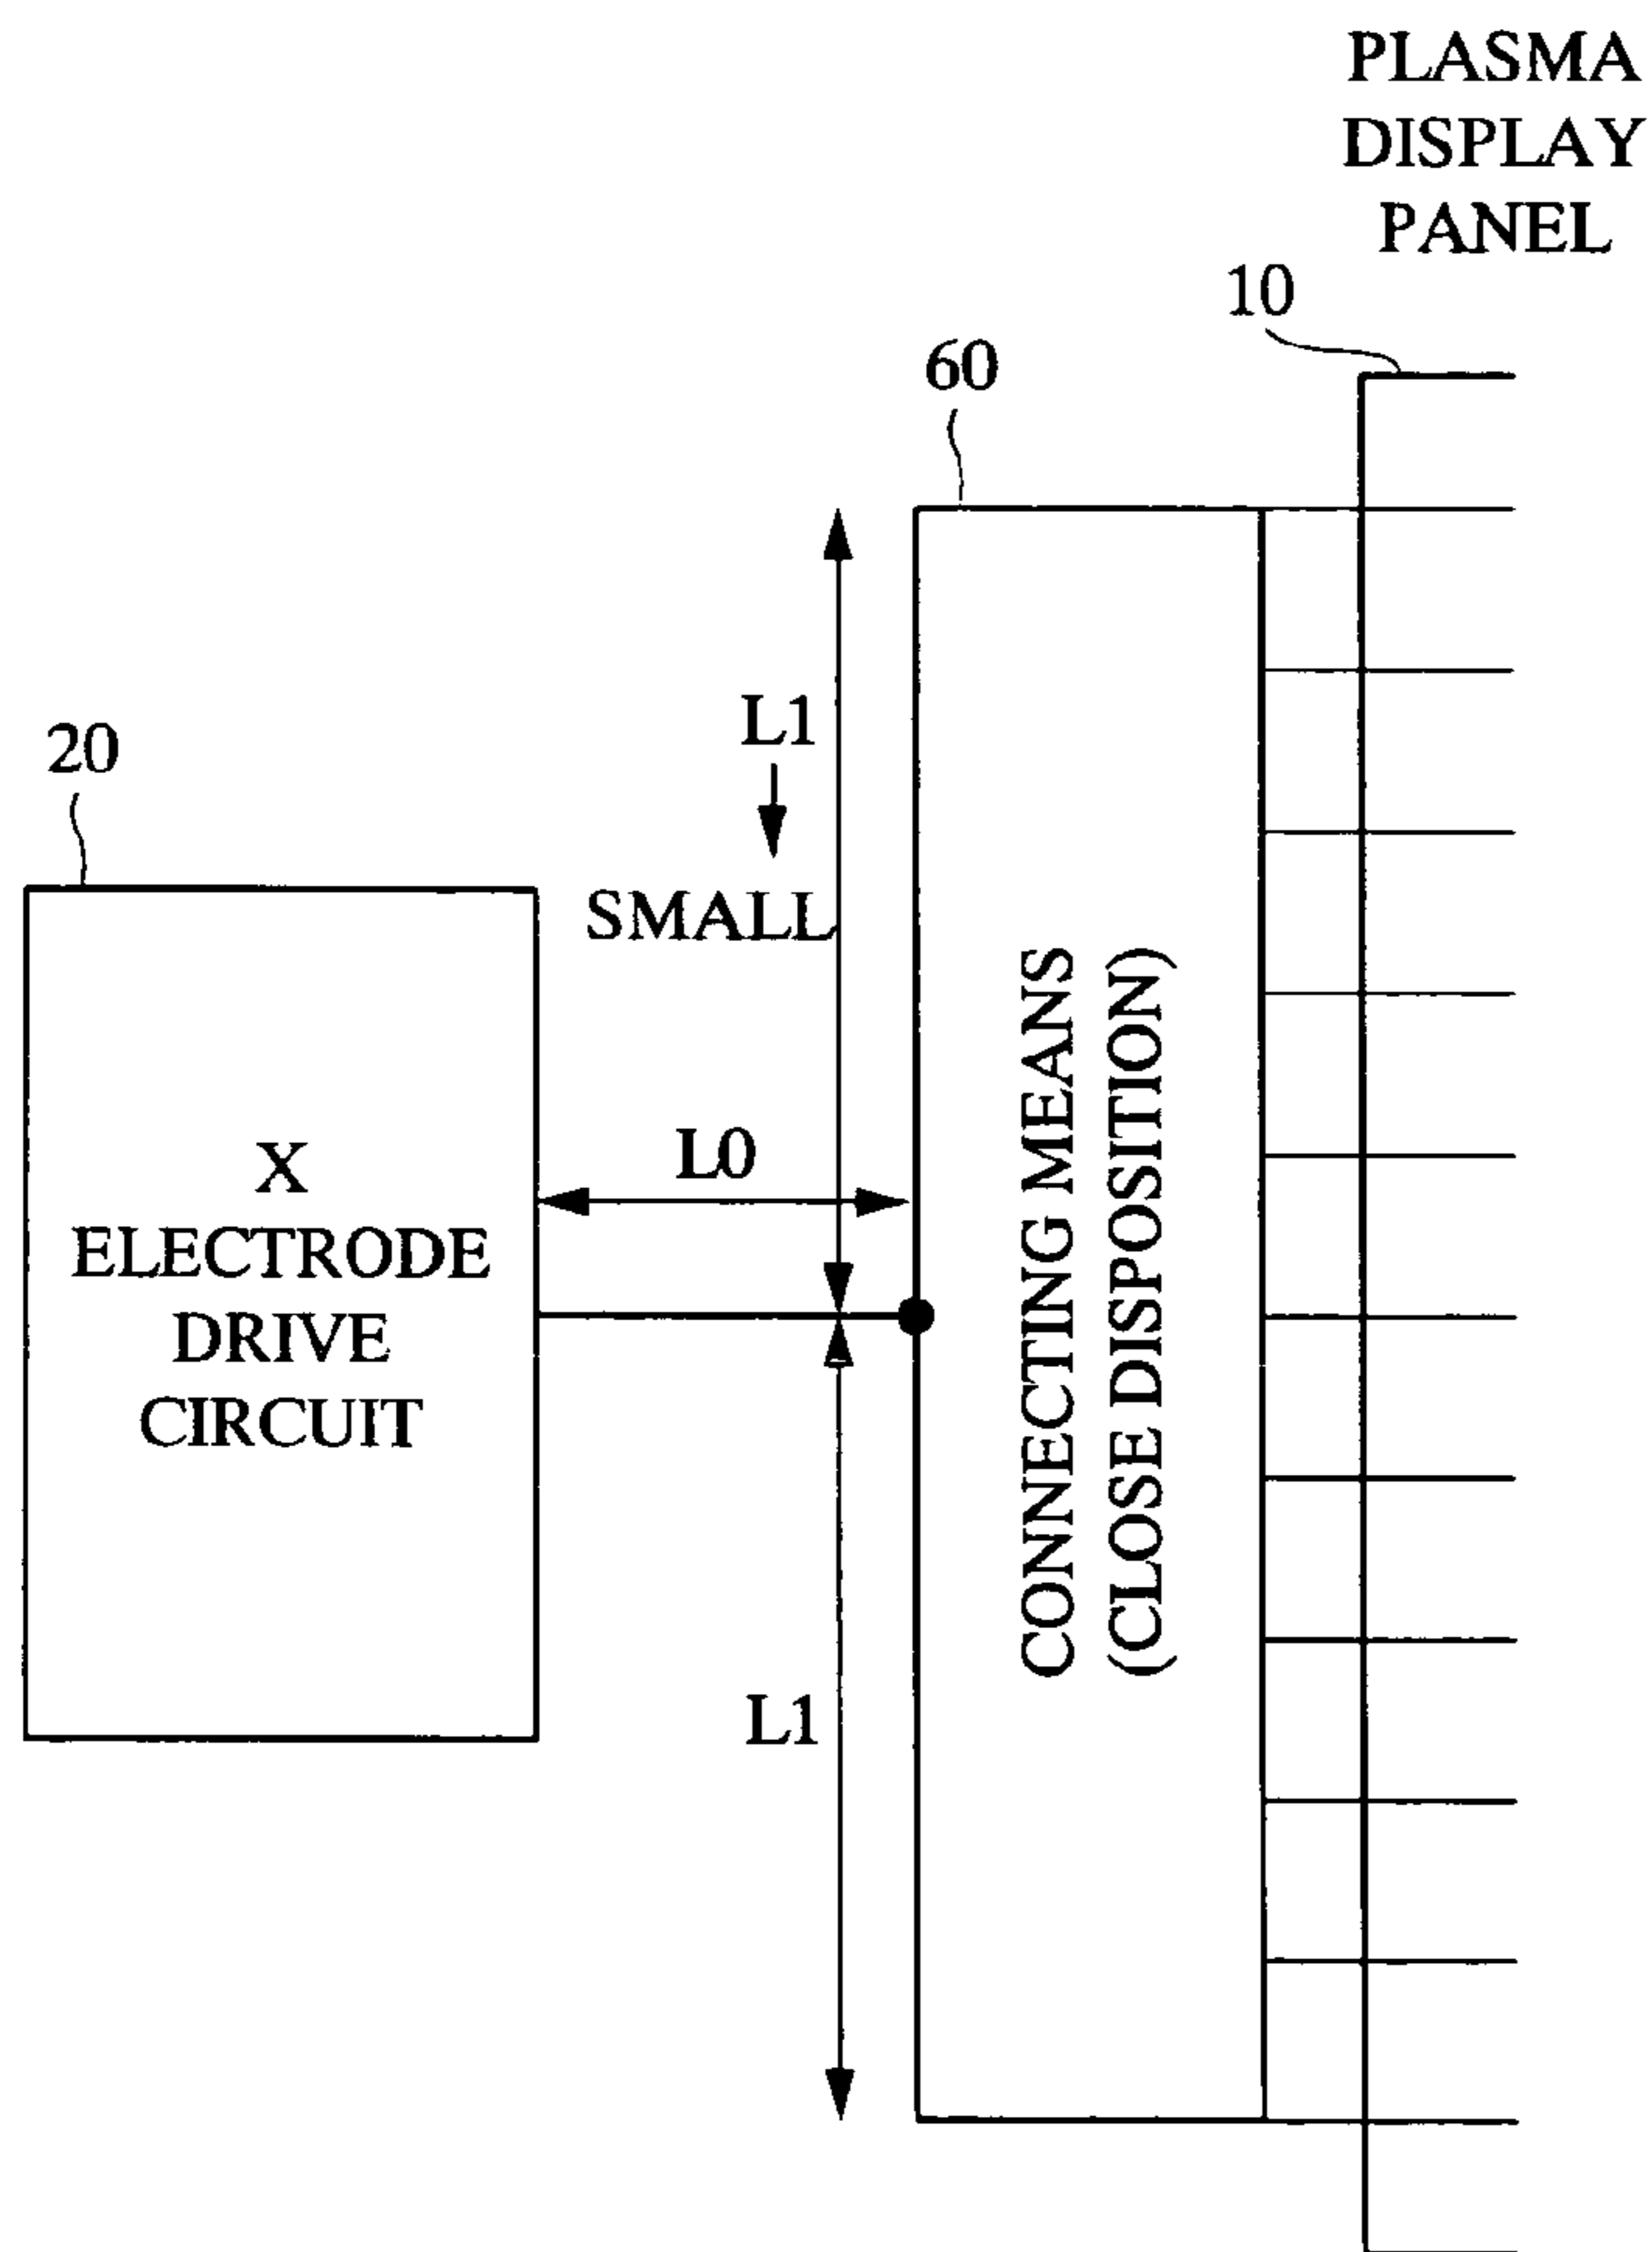 PLASMA
DISPLAY
PANEL
10
60
L1
SMALL
20
L0
X
ELECTRODE
DRIVE
CIRCUIT
CONNECTING MEANS
(CLOSE DISPOSITION)
L1